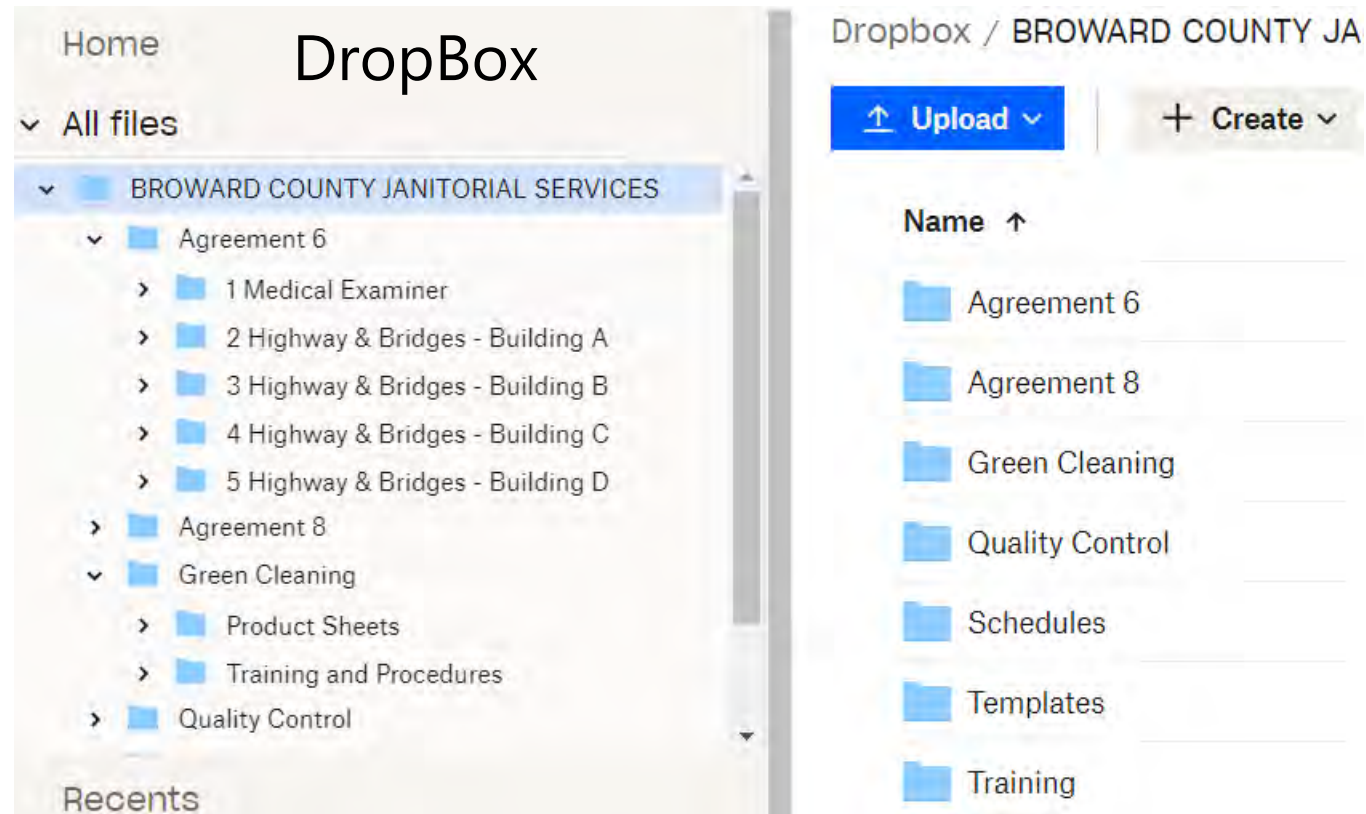 Home
DropBox
All files
BROWARD COUNTY JANITORIAL SERVICES
Agreement 6
1 Medical Examiner
2 Highway & Bridges - Building A
3 Highway & Bridges - Building B
4 Highway & Bridges - Building C
5 Highway & Bridges - Building D
Agreement 8
Green Cleaning
Product Sheets
Training and Procedures
Quality Control
Recents
Dropbox / BROWARD COUNTY JA
Upload
+ Create
Name ↑
Agreement 6
Agreement 8
Green Cleaning
Quality Control
Schedules
Templates
Training